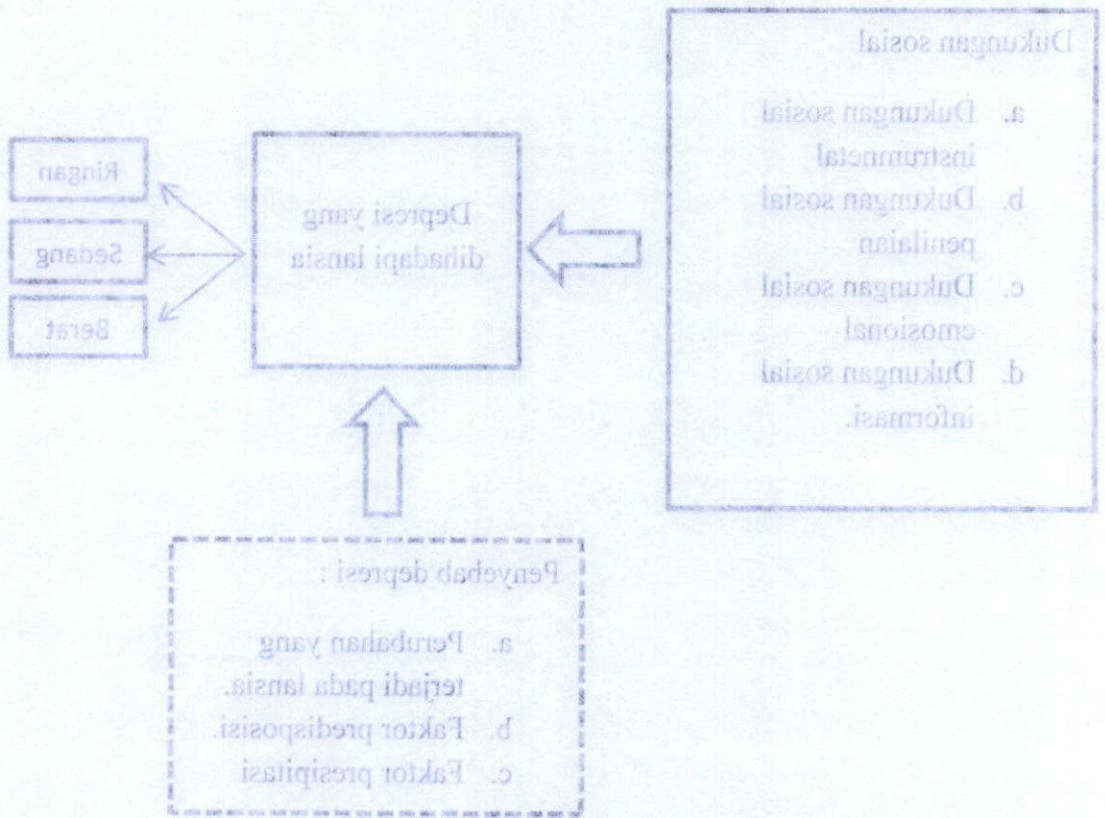 Dukungan sosial
a. Dukungan sosial
instrumnetal
b. Dukungan sosial
penilaian
c. Dukungan sosial
emosional
d. Dukungan sosial
informasi.
Depresi yang
dihadapi lansia
Ringan
Sedang
Berat
Penyebab depresi :
a. Perubahan yang
terjadi pada lansia.
b. Faktor predisposisi.
c. Faktor presipitasi